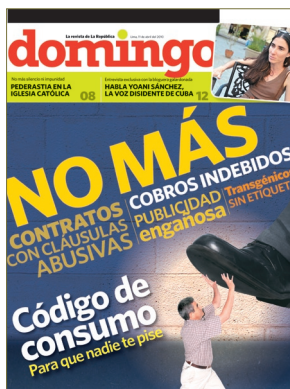 La revista de La República
domingo
No más silencio ni impunidad
PEDERASTIA EN LA
IGLESIA CATÓLICA 08
Entrevista exclusiva con la bloguera galardonada
HABLA YOANI SÁNCHEZ,
LA VOZ DISIDENTE DE CUBA 12
NO MÁS
CONTRATOS
CON CLÁUSULAS
ABUSIVAS
COBROS INDEBIDOS
PUBLICIDAD
engañosa
Transgénicos
SIN ETIQUETA
Código de
consumo
Para que nadie te pise